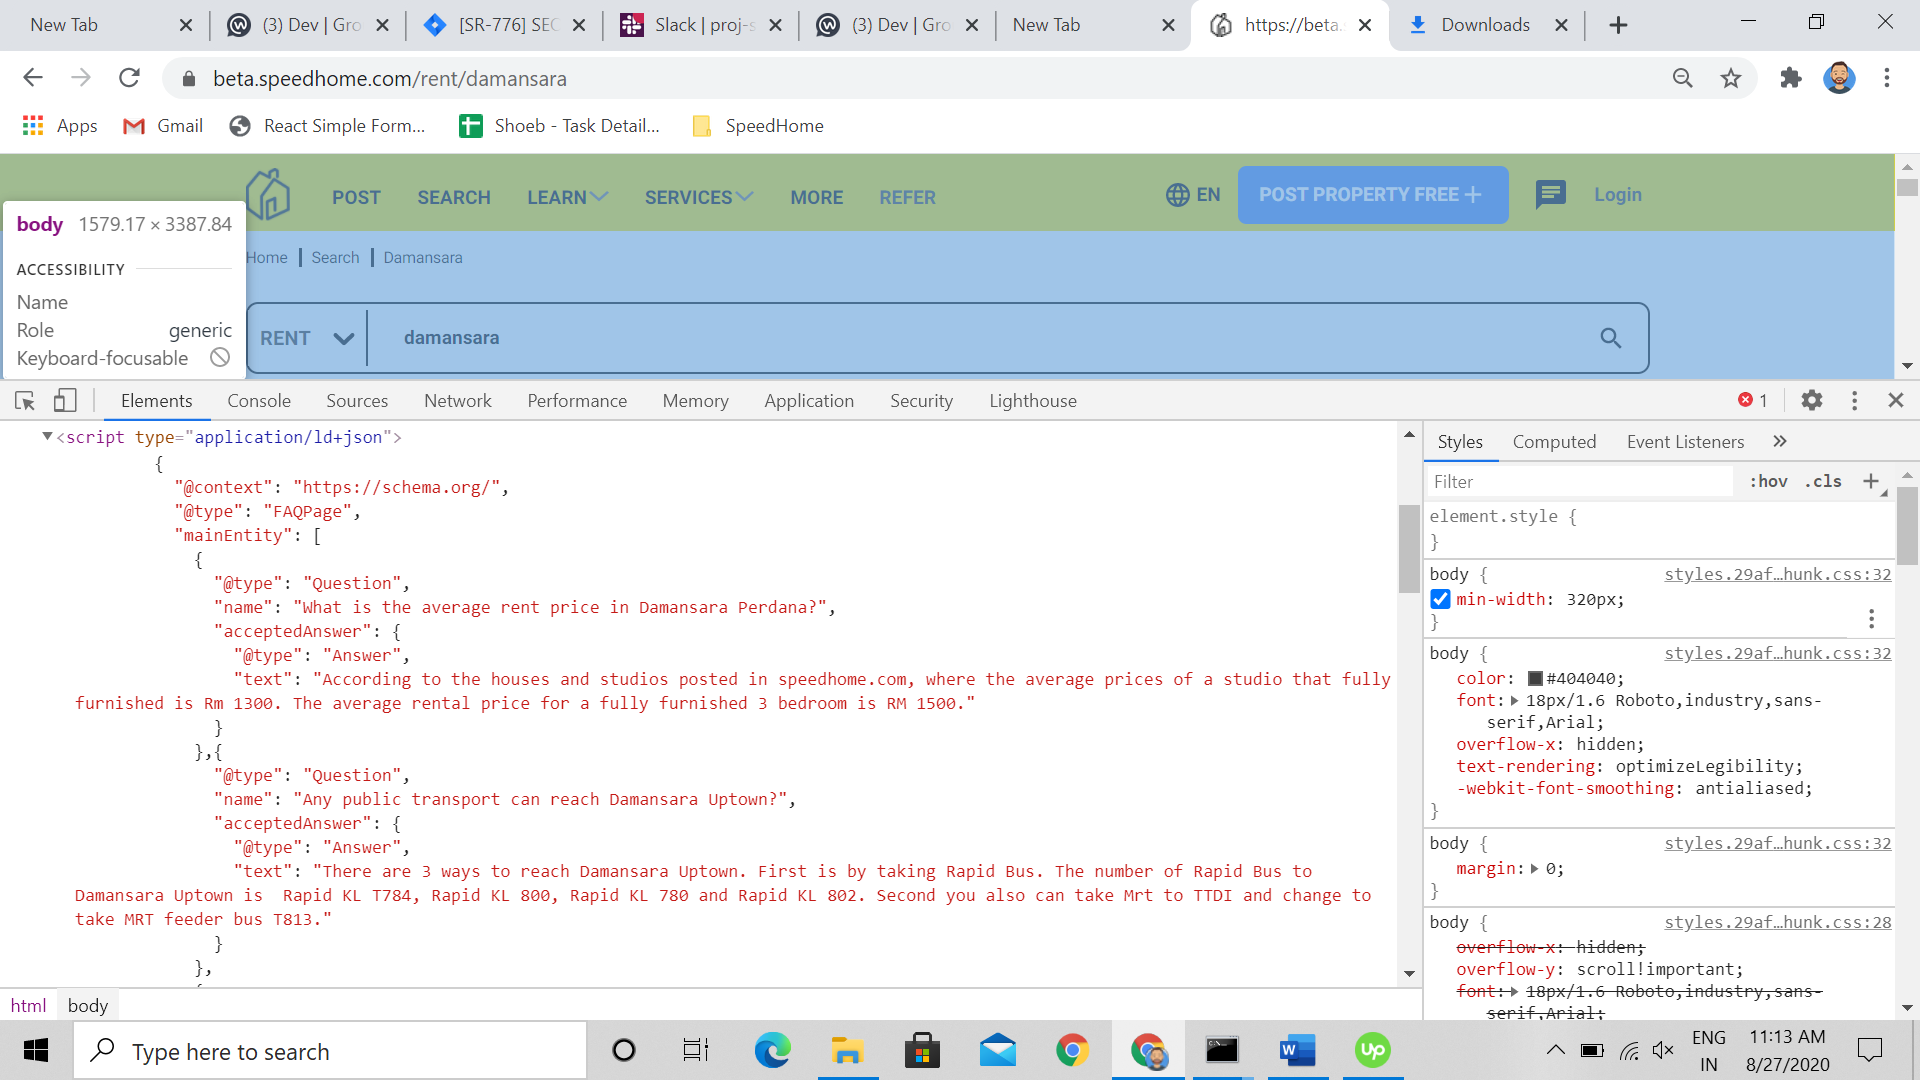 New Tab
(3) Dev | Gro
[SR-776] SEC
Slack | proj-s
(3) Dev | Gro
New Tab
https://beta.
Downloads
beta.speedhome.com/rent/damansara
Apps
Gmail
React Simple Form...
Shoeb - Task Detail...
SpeedHome
POST
SEARCH
LEARN
SERVICES
MORE
REFER
EN
POST PROPERTY FREE
Login
body 1579.17 × 3387.84
ACCESSIBILITY
Name
Role generic
Keyboard-focusable
Home
Search
Damansara
RENT
damansara
Elements
Console
Sources
Network
Performance
Memory
Application
Security
Lighthouse
1
<script type="application/ld+json">
{
"@context": "https://schema.org/",
"@type": "FAQPage",
"mainEntity": [
{
"@type": "Question",
"name": "What is the average rent price in Damansara Perdana?",
"acceptedAnswer": {
"@type": "Answer",
"text": "According to the houses and studios posted in speedhome.com, where the average prices of a studio that fully
furnished is Rm 1300. The average rental price for a fully furnished 3 bedroom is RM 1500."
}
},{
"@type": "Question",
"name": "Any public transport can reach Damansara Uptown?",
"acceptedAnswer": {
"@type": "Answer",
"text": "There are 3 ways to reach Damansara Uptown. First is by taking Rapid Bus. The number of Rapid Bus to
Damansara Uptown is  Rapid KL T784, Rapid KL 800, Rapid KL 780 and Rapid KL 802. Second you also can take Mrt to TTDI and change to
take MRT feeder bus T813."
}
},
html
body
Styles
Computed
Event Listeners
»
Filter
:hov
.cls
+
element.style {
}
body {
styles.29af…hunk.css:32
min-width: 320px;
}
body {
styles.29af…hunk.css:32
color: #404040;
font: 18px/1.6 Roboto,industry,sans-
serif,Arial;
overflow-x: hidden;
text-rendering: optimizeLegibility;
-webkit-font-smoothing: antialiased;
}
body {
styles.29af…hunk.css:32
margin: 0;
}
body {
styles.29af…hunk.css:28
overflow-x: hidden;
overflow-y: scroll!important;
font: 18px/1.6 Roboto,industry,sans-
serif,Arial;
Type here to search
W
Up
ENG
IN
11:13 AM
8/27/2020